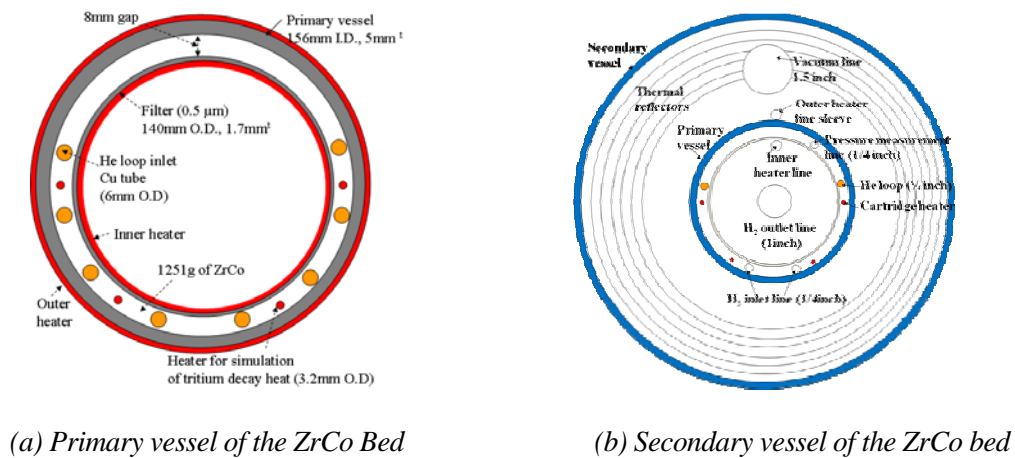 8mm gap
Primary vessel
156mm I.D., 5mm t
Filter (0.5 μm)
140mm O.D., 1.7mm t
He loop inlet
Cu tube
(6mm O.D)
Inner heater
1251g of ZrCo
Outer
heater
Heater for simulation
of tritium decay heat (3.2mm O.D)
(a) Primary vessel of the ZrCo Bed
Secondary
vessel
Vacuum line
1.5 inch
Thermal
reflectors
Outer heater
line sleeve
Primary
vessel
Pressure measurement
line (1/4inch)
Inner
heater line
He loop (¼ inch)
Cartridge heater
H₂ outlet line
(1inch)
H₂ inlet line (1/4inch)
(b) Secondary vessel of the ZrCo bed